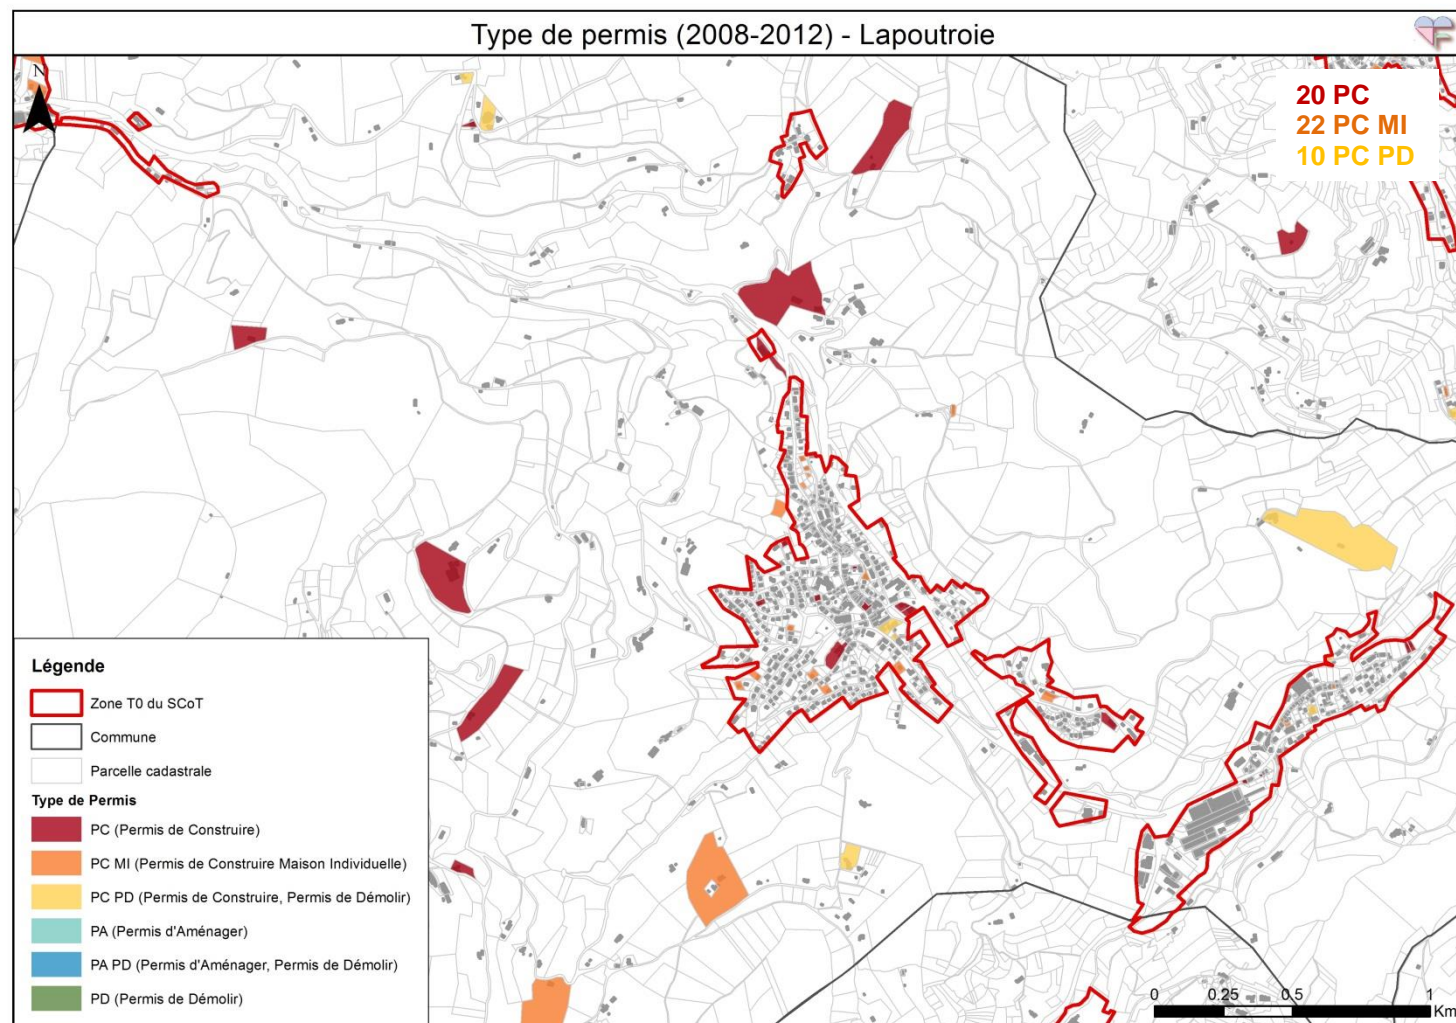 Type de permis (2008-2012) - Lapoutroie
N
20 PC
22 PC MI
10 PC PD
Légende
Zone T0 du SCoT
Commune
Parcelle cadastrale
Type de Permis
PC (Permis de Construire)
PC MI (Permis de Construire Maison Individuelle)
PC PD (Permis de Construire, Permis de Démolir)
PA (Permis d'Aménager)
PA PD (Permis d'Aménager, Permis de Démolir)
PD (Permis de Démolir)
0 0.25 0.5 1
Km